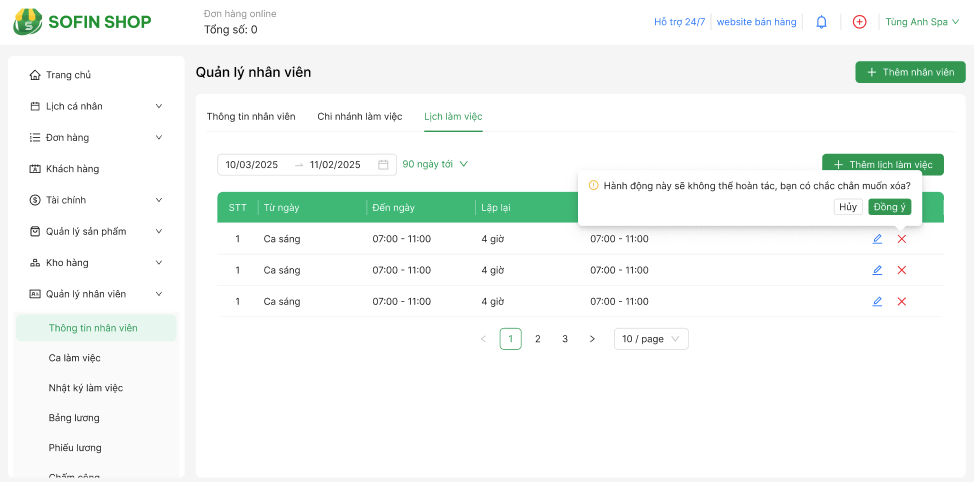 SOFIN SHOP
Đơn hàng online
Tổng số: 0
Hỗ trợ 24/7
website bán hàng
Tùng Anh Spa
Trang chủ
Lịch cá nhân
Đơn hàng
Khách hàng
Tài chính
Quản lý sản phẩm
Kho hàng
Quản lý nhân viên
Thông tin nhân viên
Ca làm việc
Nhật ký làm việc
Bảng lương
Phiếu lương
Chấm công
Quản lý nhân viên
Thêm nhân viên
Thông tin nhân viên Chi nhánh làm việc Lịch làm việc
10/03/2025 → 11/02/2025 90 ngày tới
Thêm lịch làm việc
Hành động này sẽ không thể hoàn tác, bạn có chắc chắn muốn xóa?
Hủy Đồng ý
STT Từ ngày Đến ngày Lặp lại
1 Ca sáng 07:00 - 11:00 4 giờ 07:00 - 11:00
1 Ca sáng 07:00 - 11:00 4 giờ 07:00 - 11:00
1 Ca sáng 07:00 - 11:00 4 giờ 07:00 - 11:00
1 2 3 10 / page